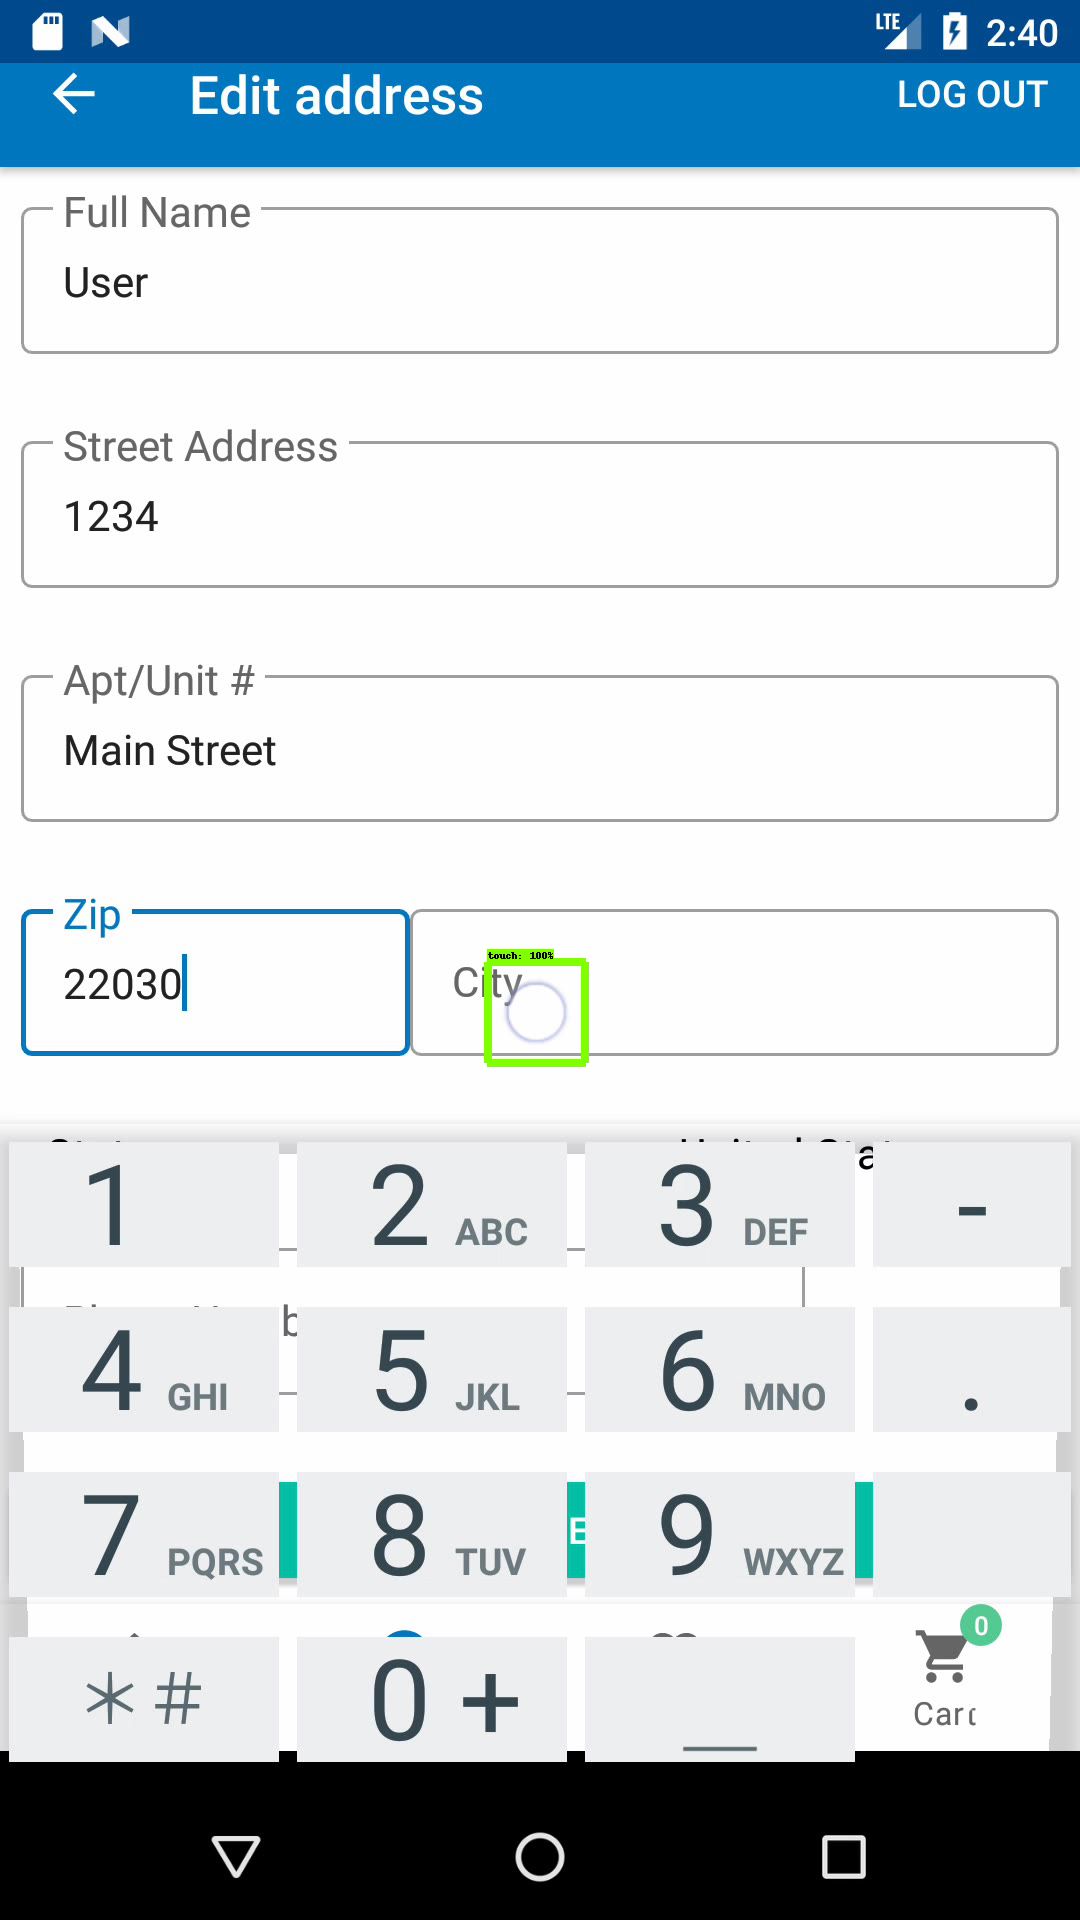 LTE 2:40
Edit address LOG OUT
Full Name
User
Street Address
1234
Apt/Unit #
Main Street
Zip
22030
touch: 100%
City
1 2 ABC 3 DEF -
4 GHI 5 JKL 6 MNO .
7 PQRS 8 TUV 9 WXYZ
0
* # 0 +